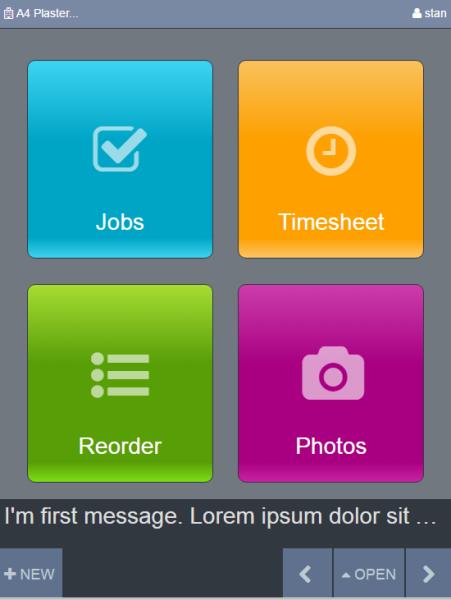 A4 Plaster... stan
Jobs Timesheet
Reorder Photos
I'm first message. Lorem ipsum dolor sit ...
NEW OPEN